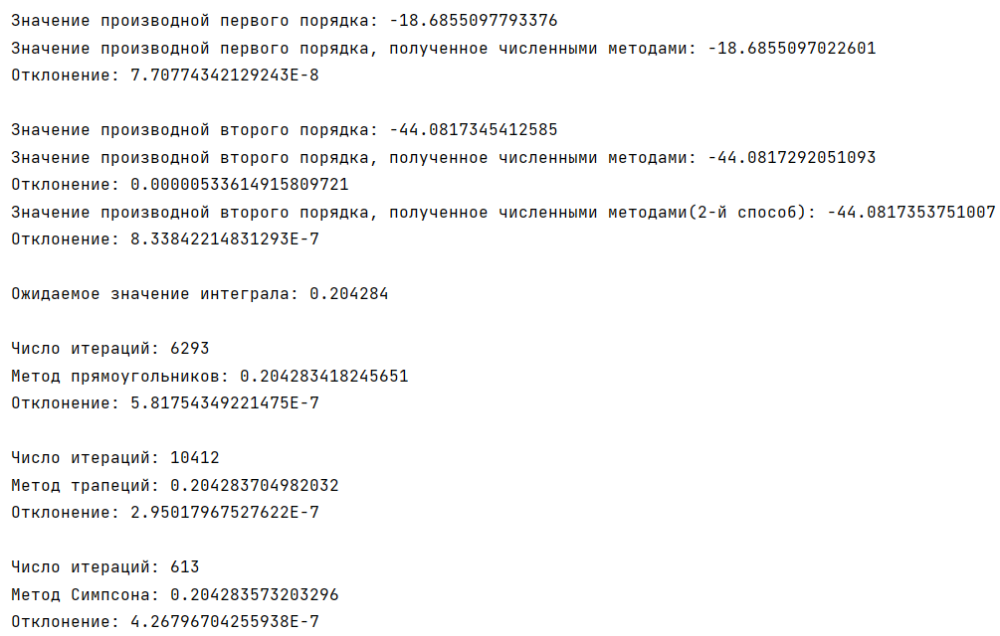 Значение производной первого порядка: -18.6855097793376
Значение производной первого порядка, полученное численными методами: -18.6855097022601
Отклонение: 7.70774342129243E-8
Значение производной второго порядка: -44.0817345412585
Значение производной второго порядка, полученное численными методами: -44.0817292051093
Отклонение: 0.00000533614915809721
Значение производной второго порядка, полученное численными методами(2-й способ): -44.0817353751007
Отклонение: 8.33842214831293E-7
Ожидаемое значение интеграла: 0.204284
Число итераций: 6293
Метод прямоугольников: 0.204283418245651
Отклонение: 5.81754349221475E-7
Число итераций: 10412
Метод трапеций: 0.204283704982032
Отклонение: 2.95017967527622E-7
Число итераций: 613
Метод Симпсона: 0.204283573203296
Отклонение: 4.26796704255938E-7